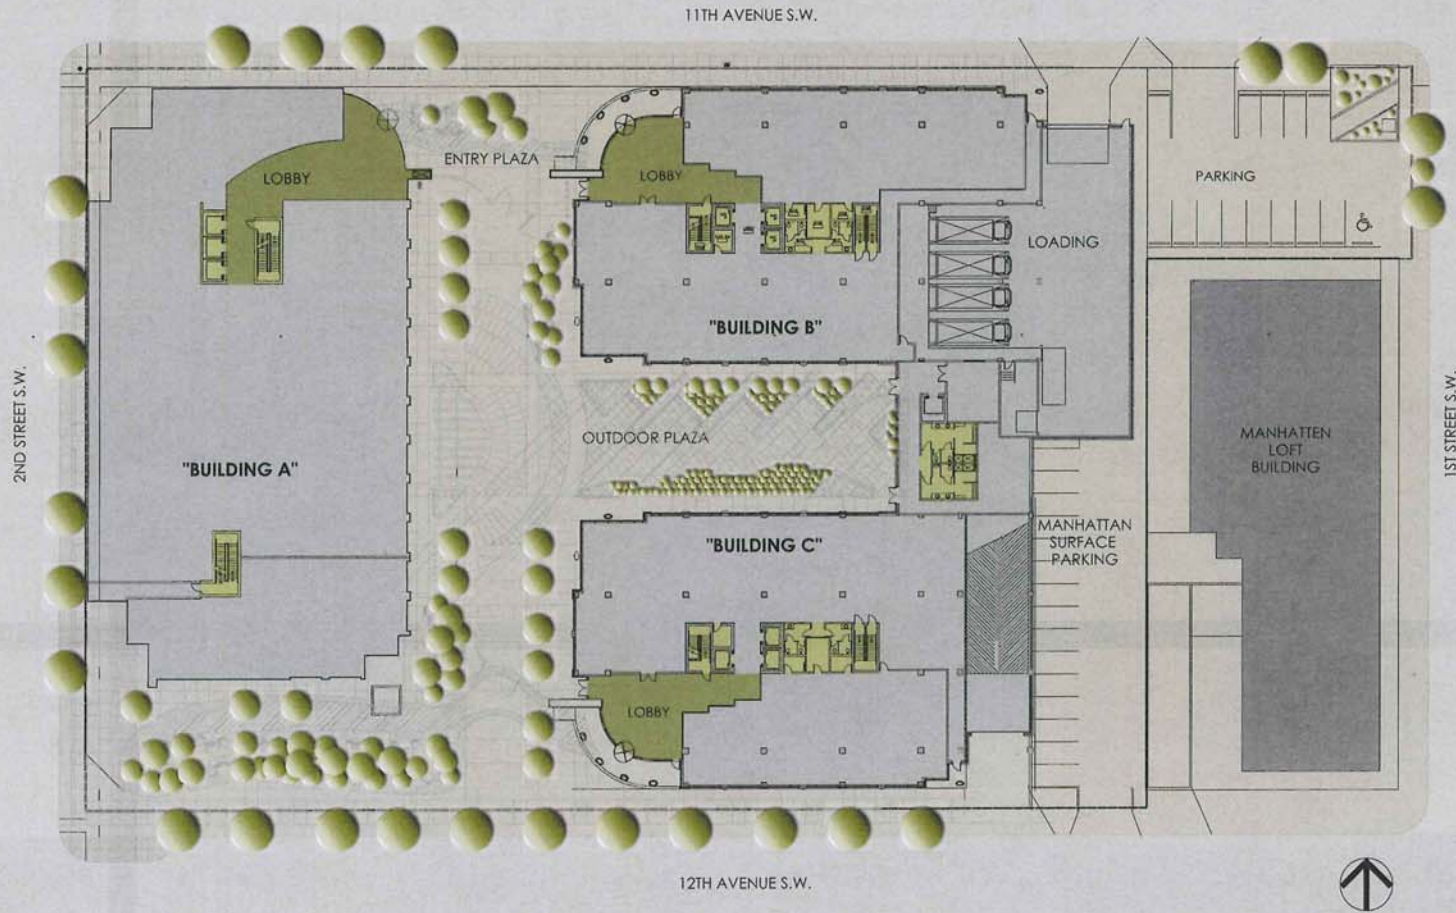 11TH AVENUE S.W.
ENTRY PLAZA
LOBBY
LOBBY
PARKING
LOADING
"BUILDING B"
2ND STREET S.W.
1ST STREET S.W.
OUTDOOR PLAZA
"BUILDING A"
MANHATTEN
LOFT
BUILDING
MANHATTAN
SURFACE
PARKING
"BUILDING C"
LOBBY
12TH AVENUE S.W.